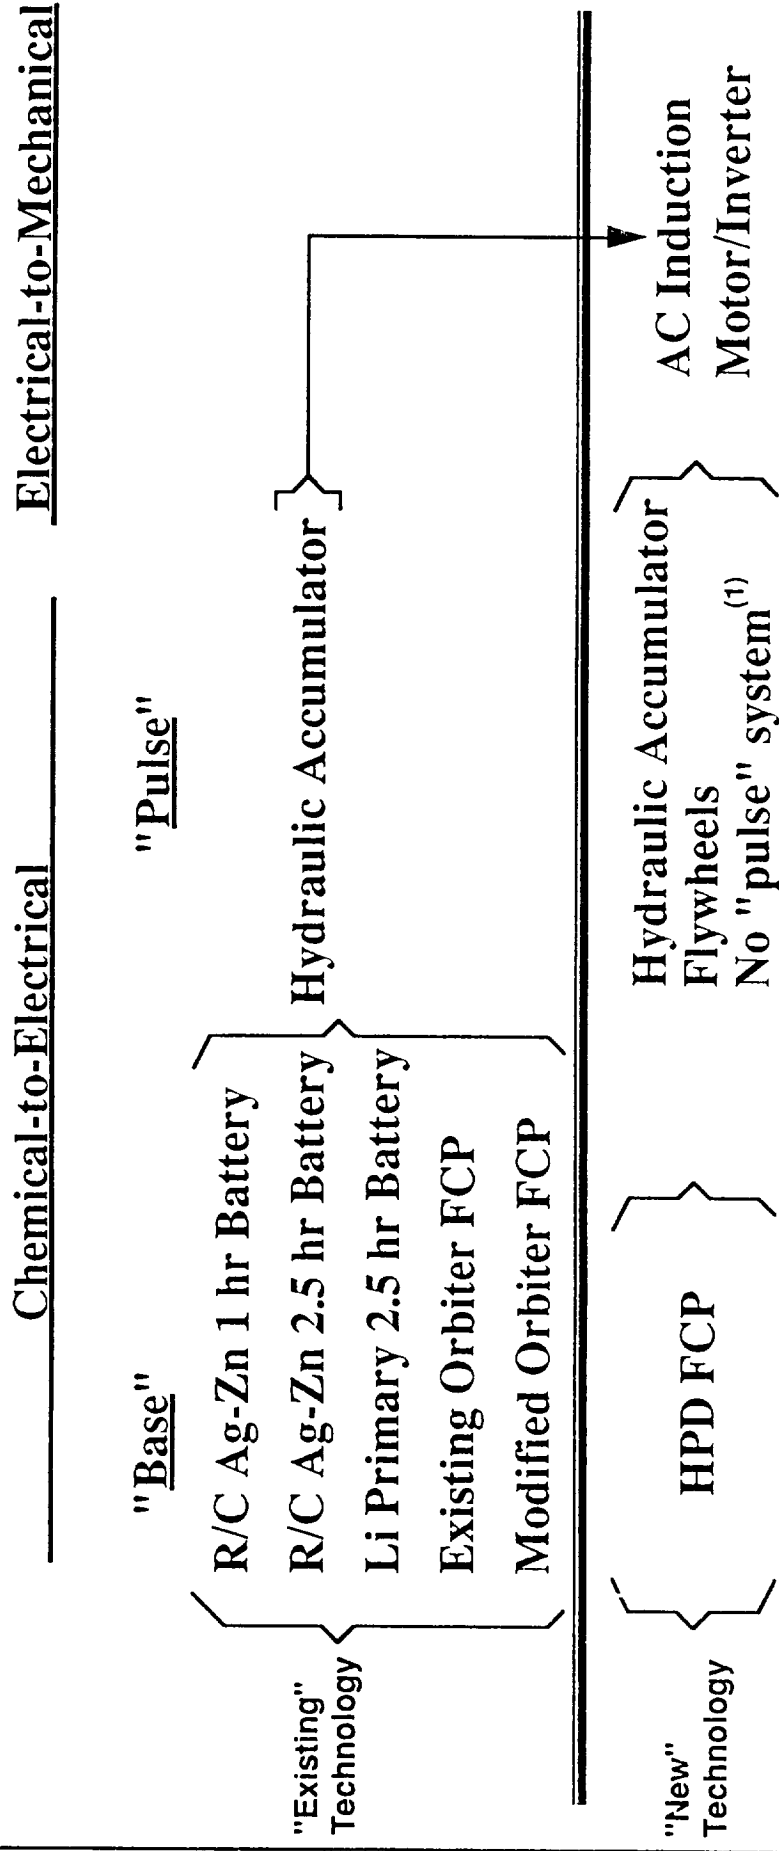 Chemical-to-Electrical
Electrical-to-Mechanical
"Base"
"Pulse"
"Existing"
Technology
R/C Ag-Zn 1 hr Battery
R/C Ag-Zn 2.5 hr Battery
Li Primary 2.5 hr Battery
Existing Orbiter FCP
Modified Orbiter FCP
Hydraulic Accumulator
"New"
Technology
HPD FCP
Hydraulic Accumulator
Flywheels
No "pulse" system(1)
AC Induction
Motor/Inverter